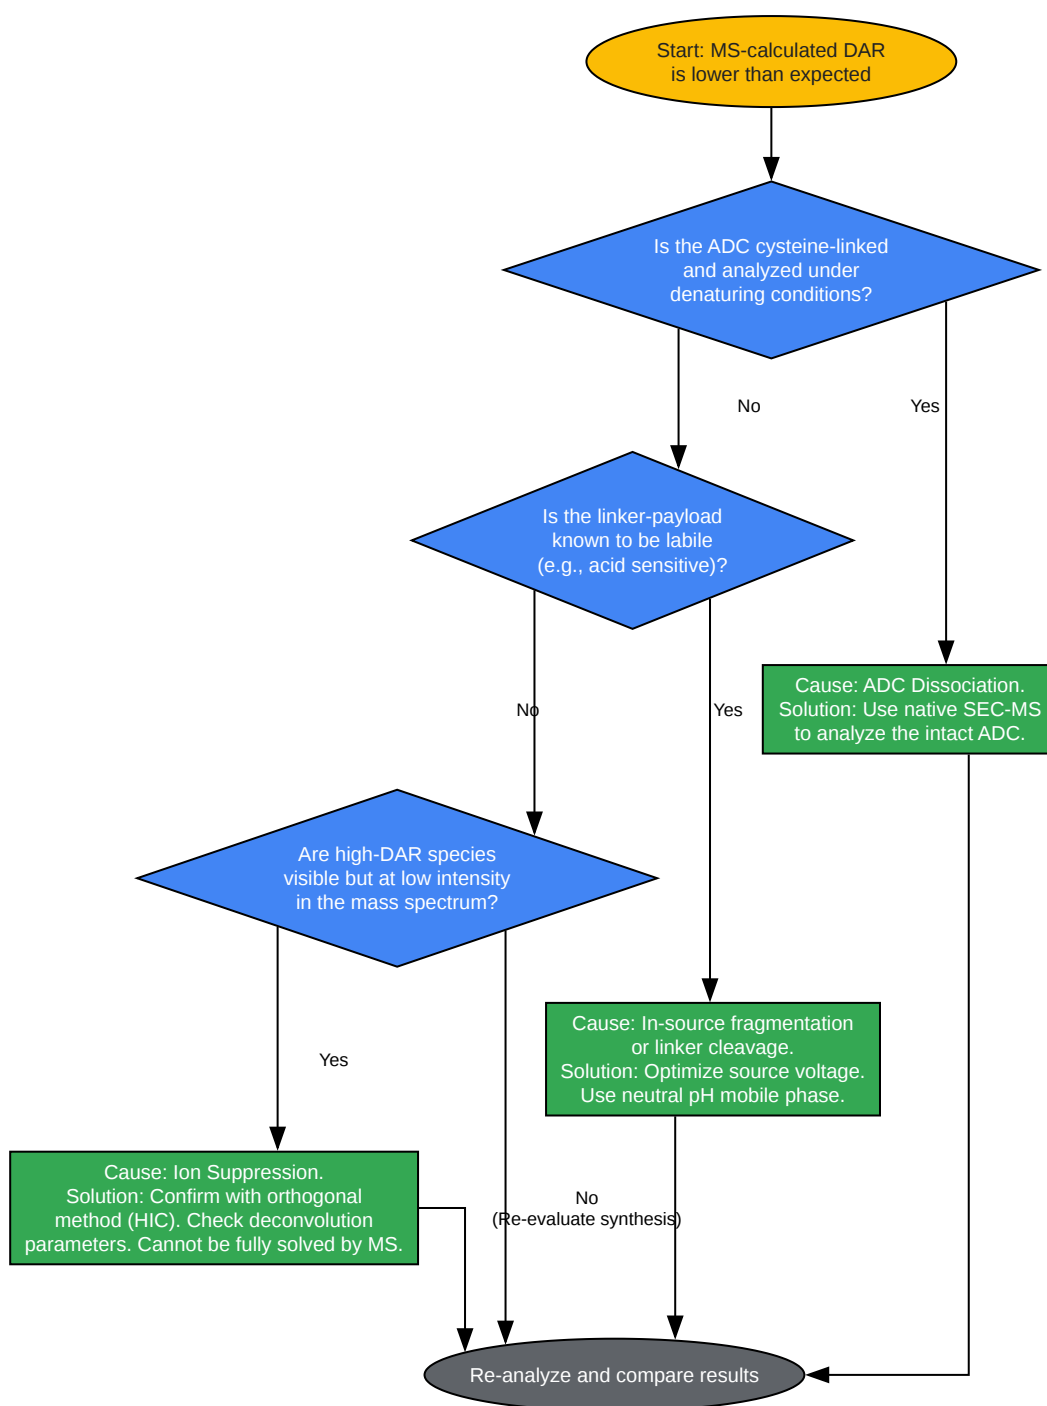 Start: MS-calculated DAR
is lower than expected
Is the ADC cysteine-linked
and analyzed under
denaturing conditions?
No
Yes
Is the linker-payload
known to be labile
(e.g., acid sensitive)?
No
Yes
Cause: ADC Dissociation.
Solution: Use native SEC-MS
to analyze the intact ADC.
Are high-DAR species
visible but at low intensity
in the mass spectrum?
Yes
Cause: In-source fragmentation
or linker cleavage.
Solution: Optimize source voltage.
Use neutral pH mobile phase.
Cause: Ion Suppression.
Solution: Confirm with orthogonal
method (HIC). Check deconvolution
parameters. Cannot be fully solved by MS.
No
(Re-evaluate synthesis)
Re-analyze and compare results